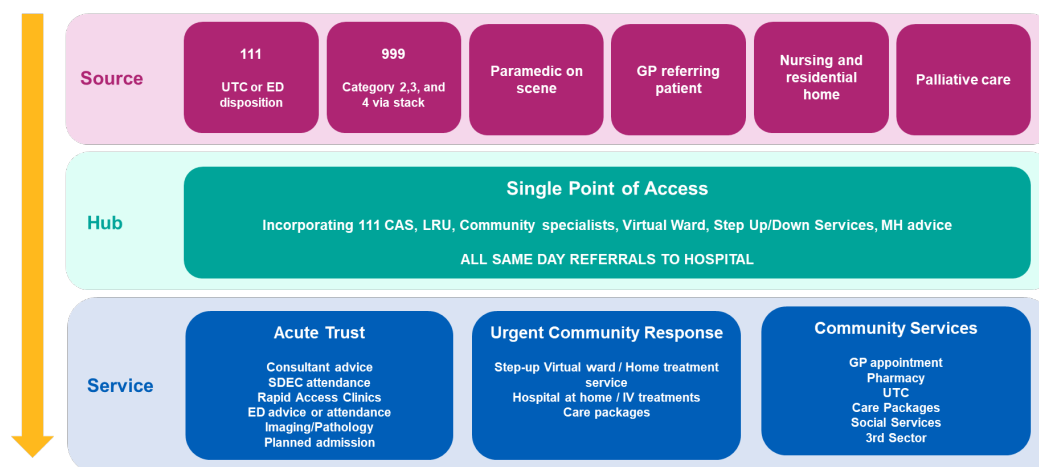 Source
111
UTC or ED
disposition
999
Category 2,3, and
4 via stack
Paramedic on
scene
GP referring
patient
Nursing and
residential
home
Palliative care
Hub
Single Point of Access
Incorporating 111 CAS, LRU, Community specialists, Virtual Ward, Step Up/Down Services, MH advice
ALL SAME DAY REFERRALS TO HOSPITAL
Service
Acute Trust
Consultant advice
SDEC attendance
Rapid Access Clinics
ED advice or attendance
Imaging/Pathology
Planned admission
Urgent Community Response
Step-up Virtual ward / Home treatment
service
Hospital at home / IV treatments
Care packages
Community Services
GP appointment
Pharmacy
UTC
Care Packages
Social Services
3rd Sector